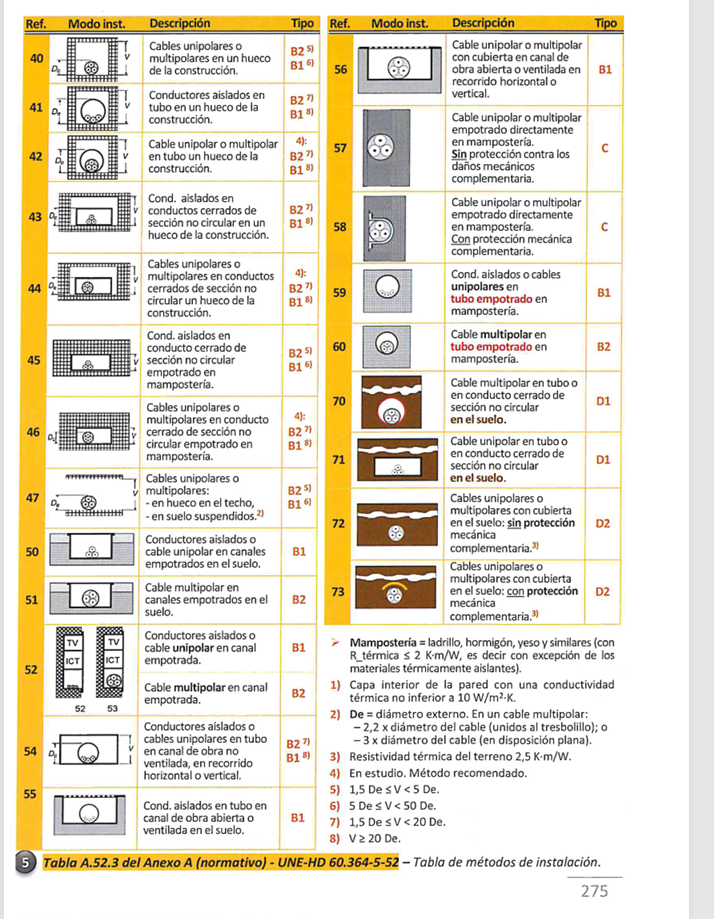 Ref. Modo inst. Descripción Tipo
40 Cables unipolares o
multipolares en un hueco
de la construcción.
B2 5)
B1 6)
De V
41 Conductores aislados en
tubo en un hueco de la
construcción.
B2 7)
B1 8)
De V
42 Cable unipolar o multipolar
en tubo un hueco de la
construcción.
4):
B2 7)
B1 8)
De V
43 Cond. aislados en
conductos cerrados de
sección no circular en un
hueco de la construcción.
B2 7)
B1 8)
De V
44 Cables unipolares o
multipolares en conductos
cerrados de sección no
circular un hueco de la
construcción.
4):
B2 7)
B1 8)
De V
45 Cond. aislados en
conducto cerrado de
sección no circular
empotrado en
mampostería.
B2 5)
B1 6)
V
46 Cables unipolares o
multipolares en conducto
cerrado de sección no
circular empotrado en
mampostería.
4):
B2 7)
B1 8)
De V
47 Cables unipolares o
multipolares:
- en hueco en el techo,
- en suelo suspendidos.2)
B2 5)
B1 6)
De V
50 Conductores aislados o
cable unipolar en canales
empotrados en el suelo.
B1
51 Cable multipolar en
canales empotrados en el
suelo.
B2
52 Conductores aislados o
cable unipolar en canal
empotrada.
B1
Cable multipolar en canal
empotrada.
B2
TV TV
ICT ICT
52 53
54 Conductores aislados o
cables unipolares en tubo
en canal de obra no
ventilada, en recorrido
horizontal o vertical.
B2 7)
B1 8)
De V
55 Cond. aislados en tubo en
canal de obra abierta o
ventilada en el suelo.
B1
Ref. Modo inst. Descripción Tipo
56 Cable unipolar o multipolar
con cubierta en canal de
obra abierta o ventilada en
recorrido horizontal o
vertical.
B1
57 Cable unipolar o multipolar
empotrado directamente
en mampostería.
Sin protección contra los
daños mecánicos
complementaria.
C
58 Cable unipolar o multipolar
empotrado directamente
en mampostería.
Con protección mecánica
complementaria.
C
59 Cond. aislados o cables
unipolares en
tubo empotrado en
mampostería.
B1
60 Cable multipolar en
tubo empotrado en
mampostería.
B2
70 Cable multipolar en tubo o
en conducto cerrado de
sección no circular
en el suelo.
D1
71 Cable unipolar en tubo o
en conducto cerrado de
sección no circular
en el suelo.
D1
72 Cables unipolares o
multipolares con cubierta
en el suelo: sin protección
mecánica
complementaria.3)
D2
73 Cables unipolares o
multipolares con cubierta
en el suelo: con protección
mecánica
complementaria.3)
D2
➢ Mampostería = ladrillo, hormigón, yeso y similares (con
R_térmica ≤ 2 K·m/W, es decir con excepción de los
materiales térmicamente aislantes).
1) Capa interior de la pared con una conductividad
térmica no inferior a 10 W/m²·K.
2) De = diámetro externo. En un cable multipolar:
– 2,2 x diámetro del cable (unidos al tresbolillo); o
– 3 x diámetro del cable (en disposición plana).
3) Resistividad térmica del terreno 2,5 K·m/W.
4) En estudio. Método recomendado.
5) 1,5 De ≤ V < 5 De.
6) 5 De ≤ V < 50 De.
7) 1,5 De ≤ V < 20 De.
8) V ≥ 20 De.
5 Tabla A.52.3 del Anexo A (normativo) - UNE-HD 60.364-5-52 – Tabla de métodos de instalación.
275